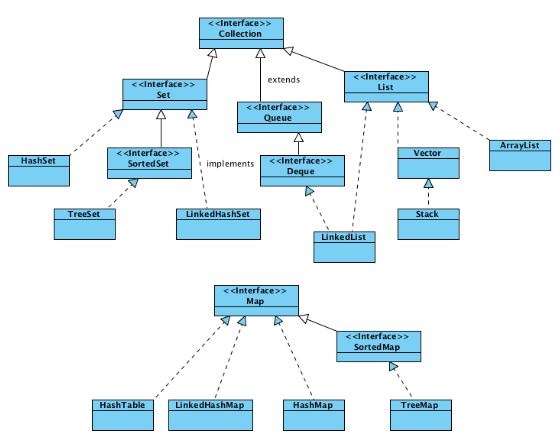 <<Interface>>
Collection
extends
<<Interface>>
Set
<<Interface>>
List
<<Interface>>
Queue
<<Interface>>
SortedSet
implements
<<Interface>>
Deque
HashSet
Vector
ArrayList
TreeSet
LinkedHashSet
LinkedList
Stack
<<Interface>>
Map
<<Interface>>
SortedMap
HashTable
LinkedHashMap
HashMap
TreeMap